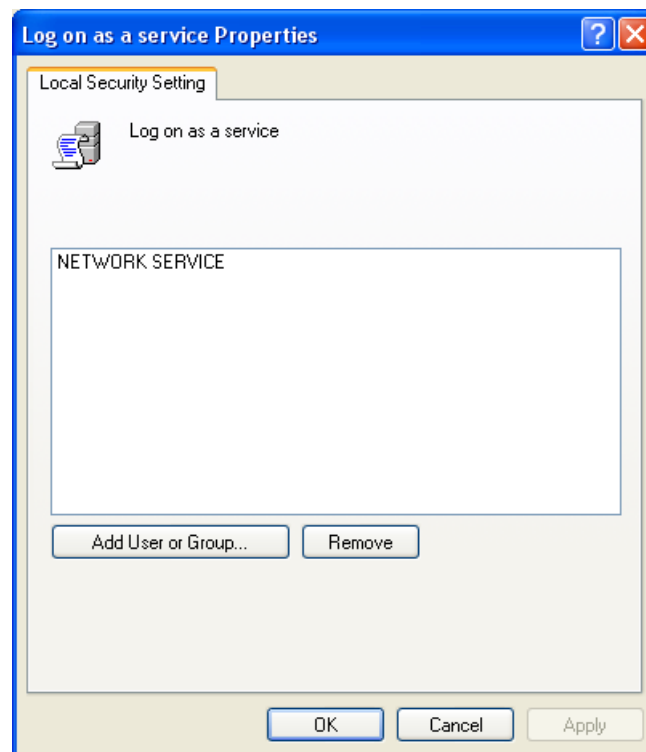 Log on as a service Properties
Local Security Setting
Log on as a service
NETWORK SERVICE
Add User or Group...
Remove
OK
Cancel
Apply